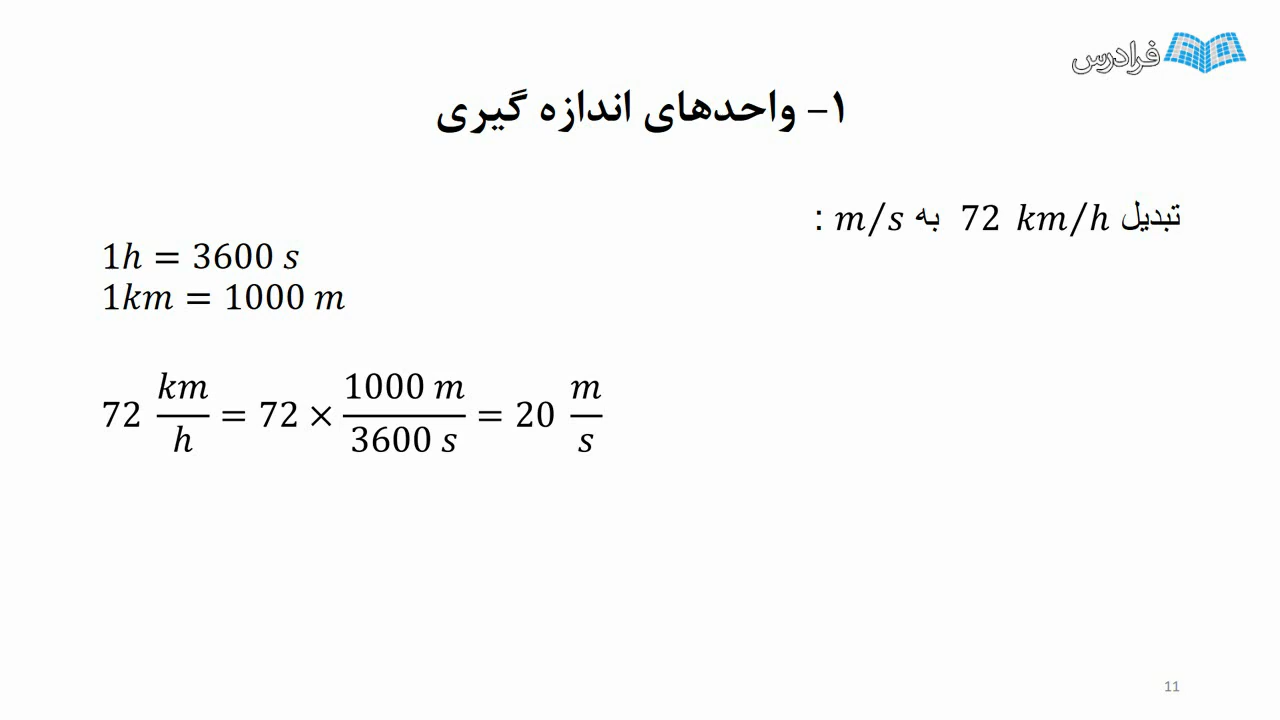 فرادرس
۱- واحدهای اندازه گیری
تبدیل 72 km/h به m/s :
1h = 3600 s
1km = 1000 m
72 km/h = 72 × 1000 m/3600 s = 20 m/s
11